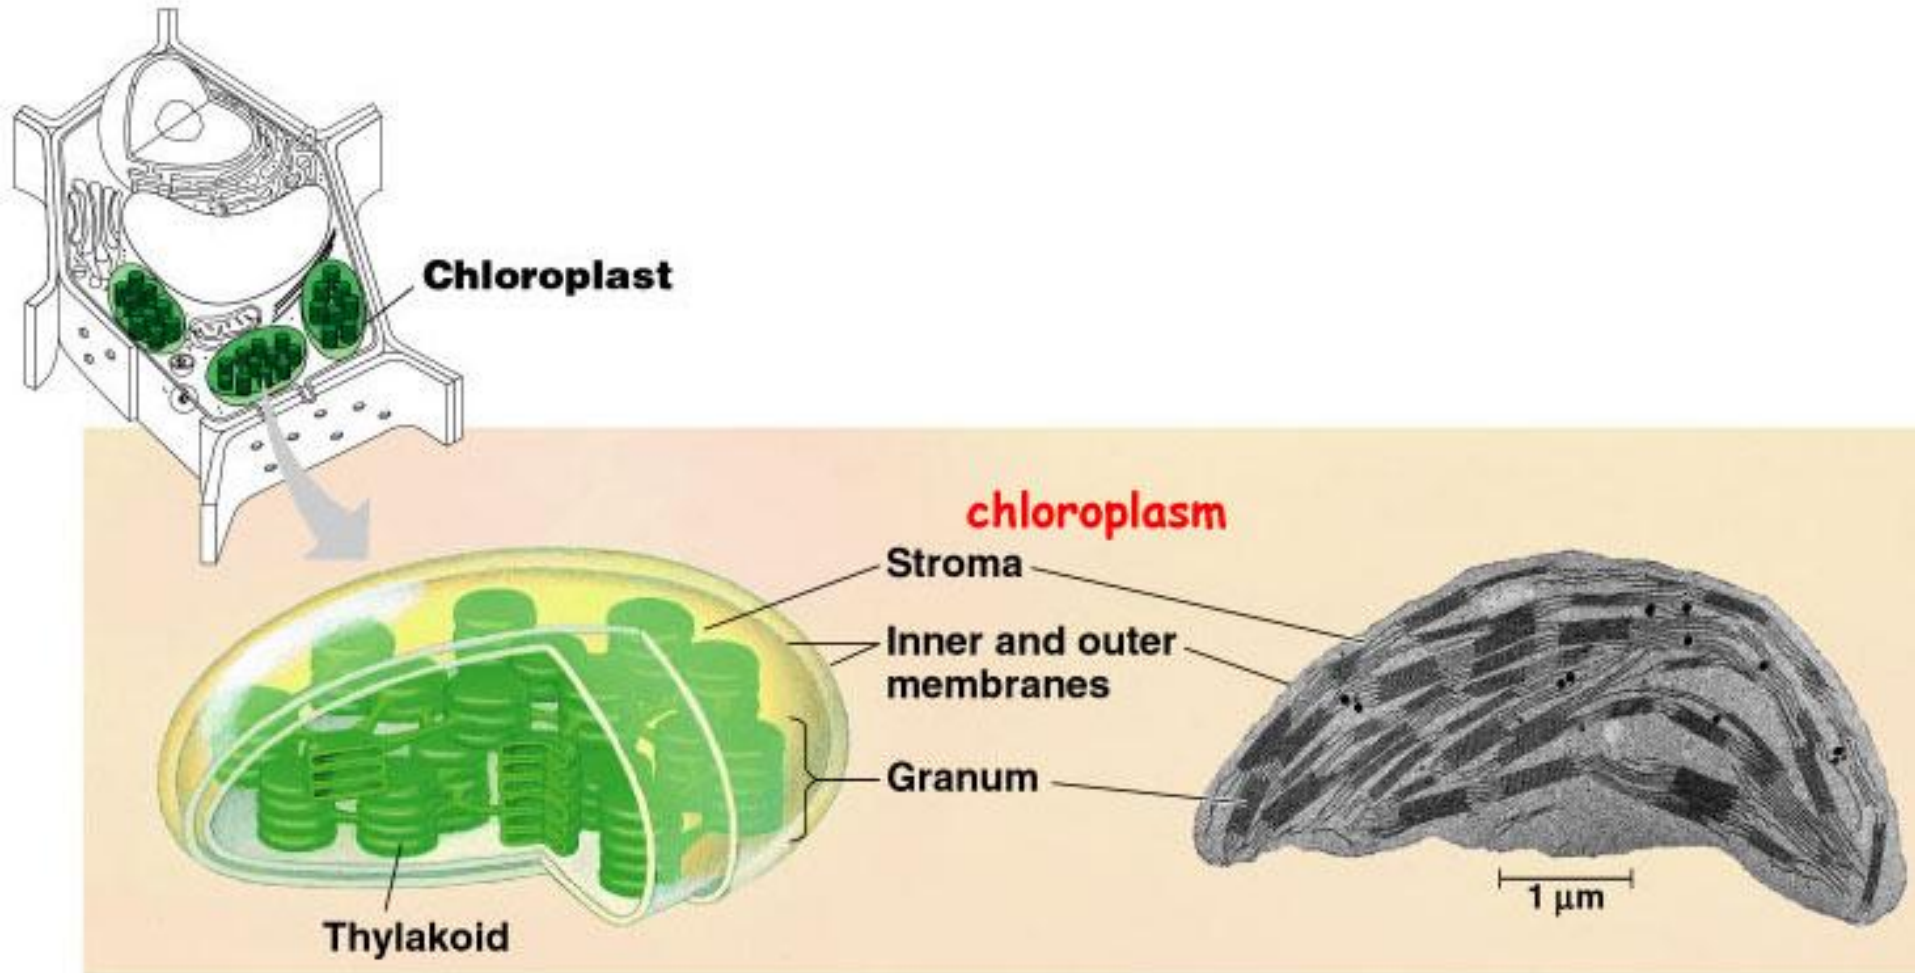 Chloroplast
chloroplasm
Stroma
Inner and outer
membranes
Granum
Thylakoid
1 µm